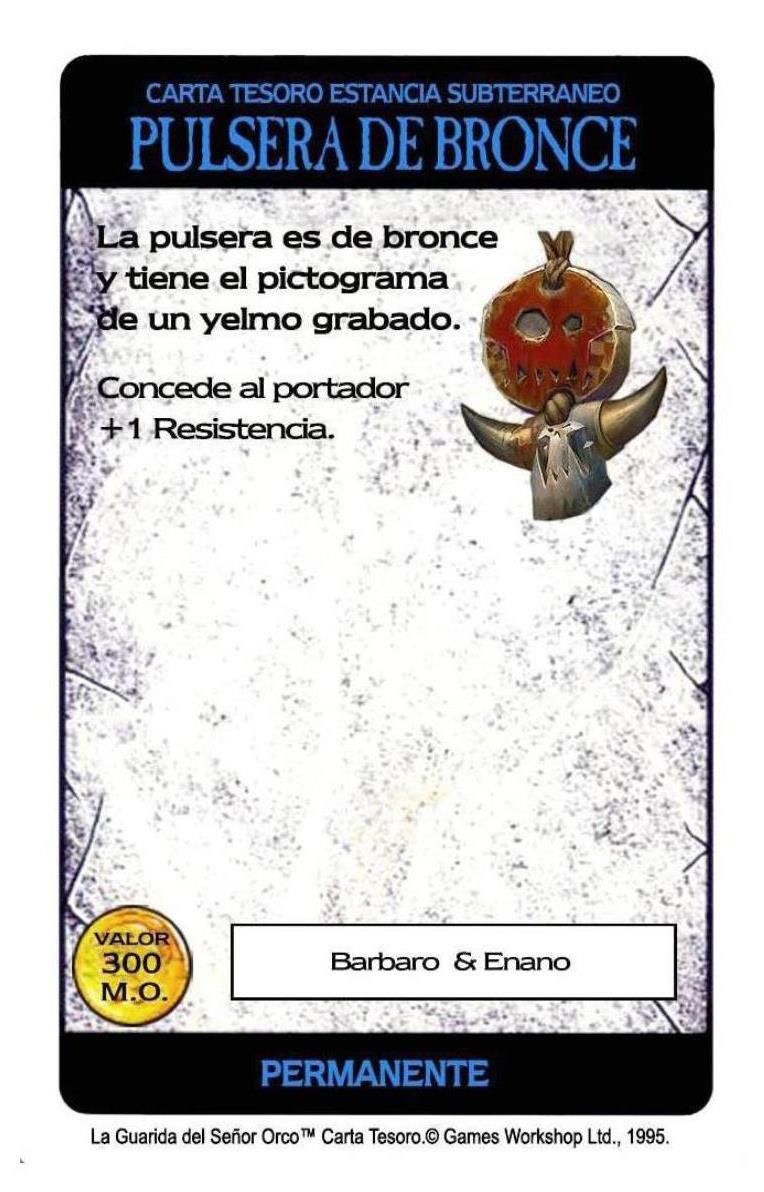 CARTA TESORO ESTANCIA SUBTERRANEO
PULSERA DE BRONCE
La pulsera es de bronce
y tiene el pictograma
de un yelmo grabado.
Concede al portador
+1 Resistencia.
VALOR
300
M.O.
Barbaro & Enano
PERMANENTE
La Guarida del Señor Orco™ Carta Tesoro.© Games Workshop Ltd., 1995.